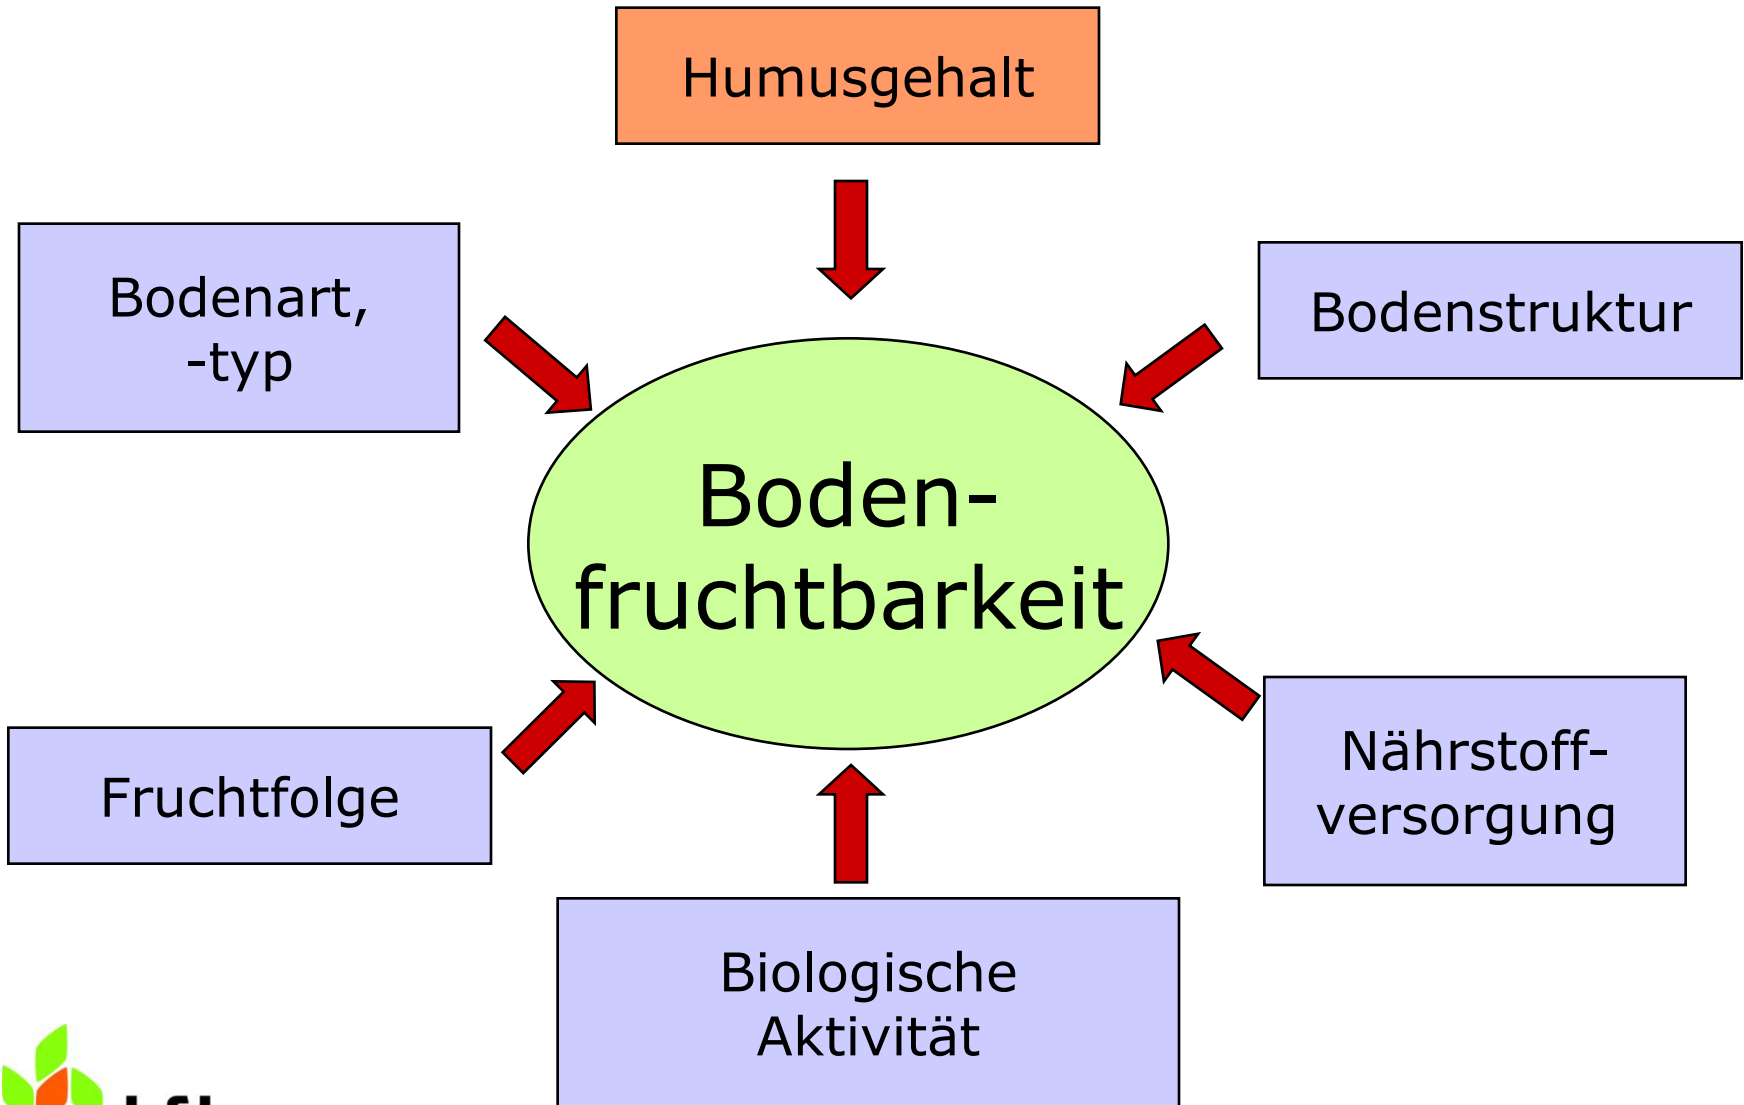 Humusgehalt
Bodenart,
-typ
Bodenstruktur
Boden-
fruchtbarkeit
Nährstoff-
versorgung
Fruchtfolge
Biologische
Aktivität